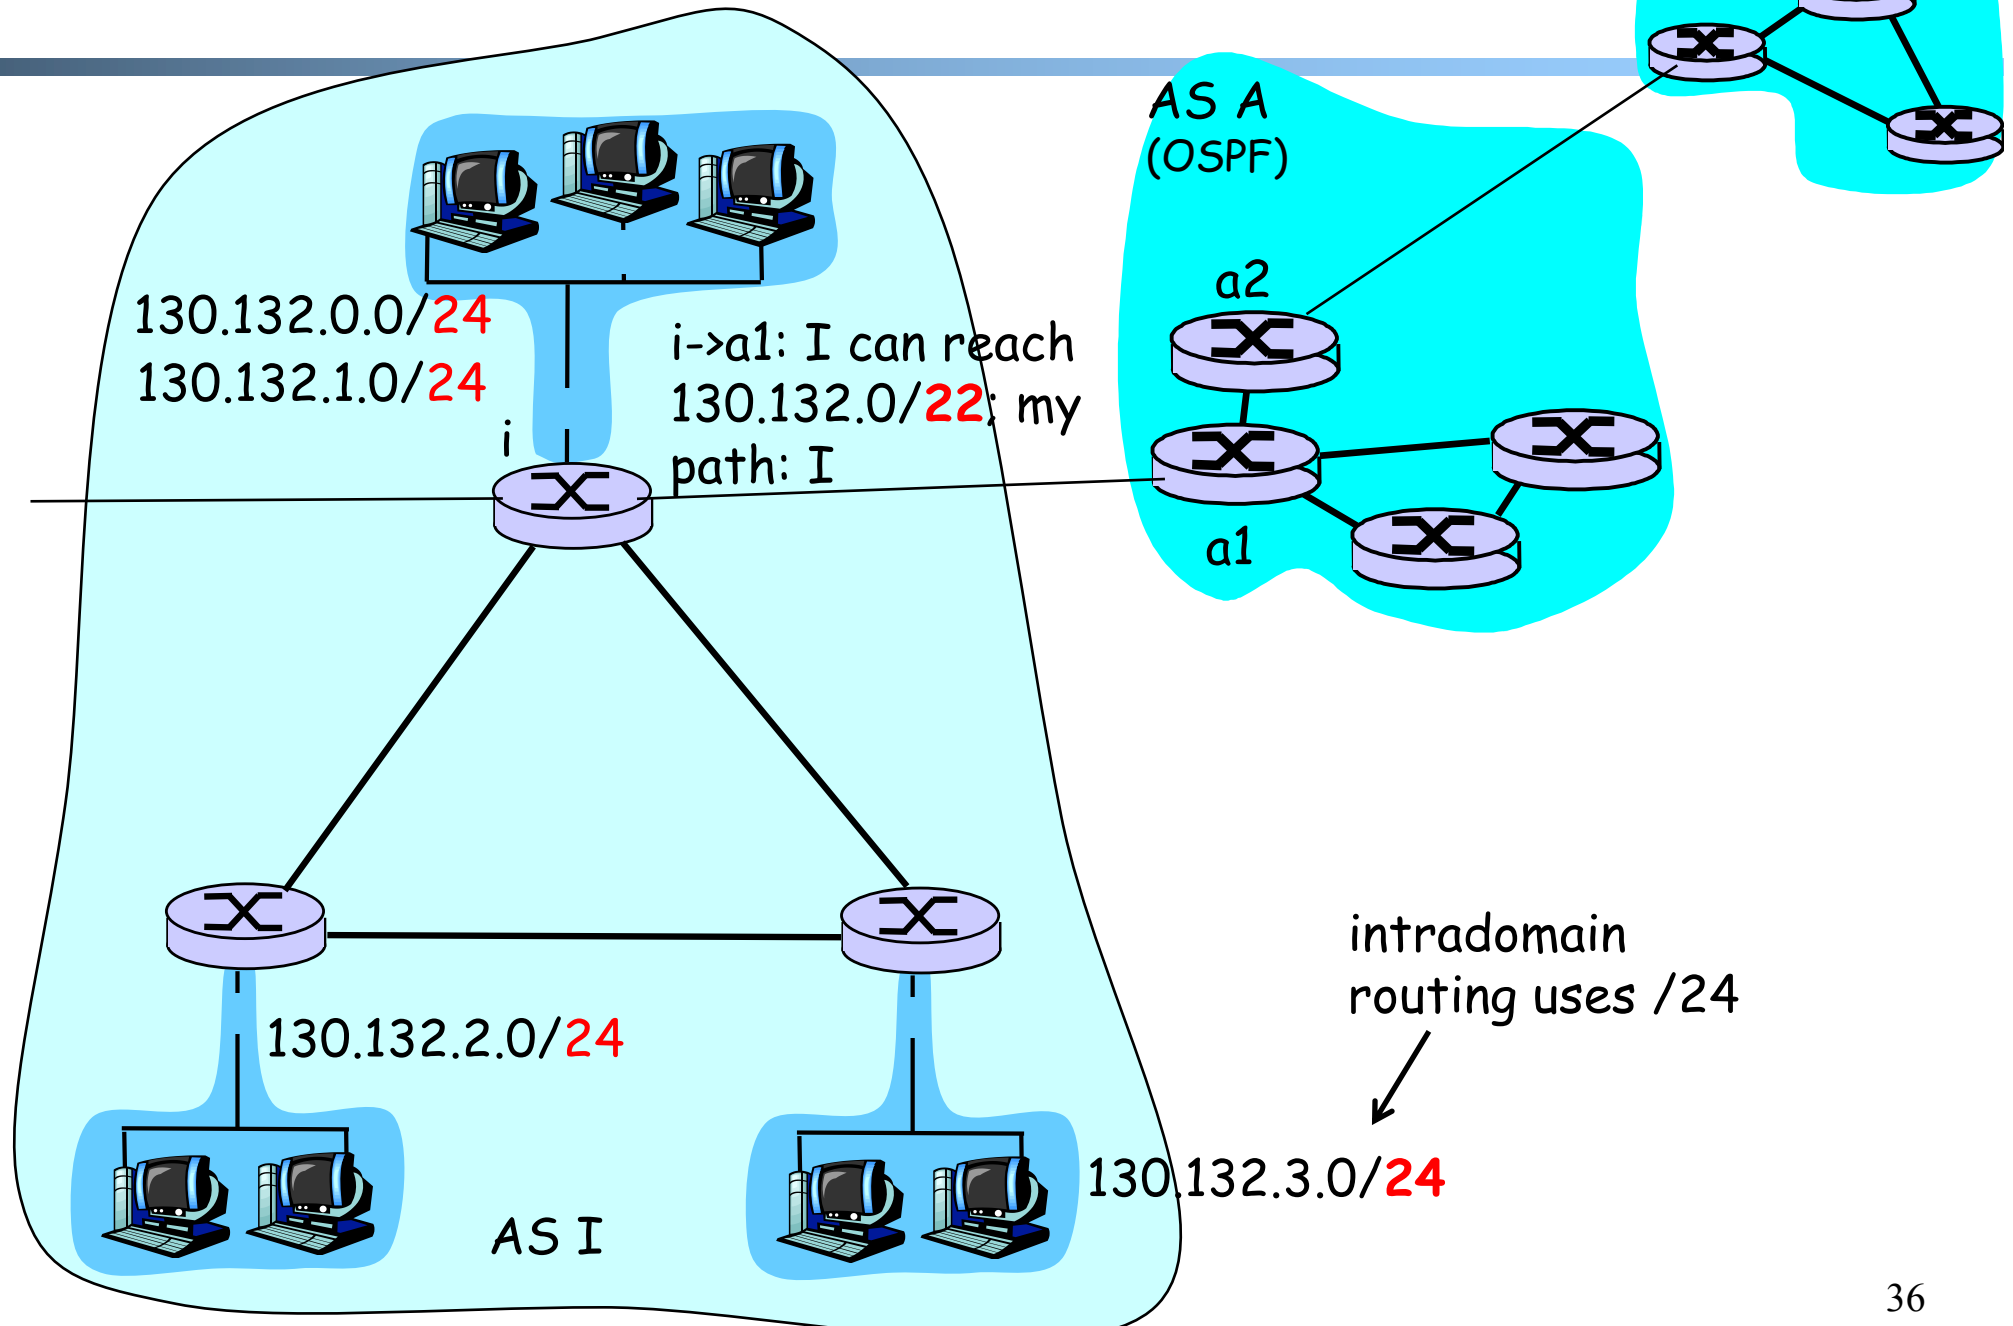 AS A
(OSPF)
a2
130.132.0.0/24
130.132.1.0/24
i->a1: I can reach
130.132.0/22; my
path: I
i
a1
intradomain
routing uses /24
130.132.2.0/24
130.132.3.0/24
AS I
36